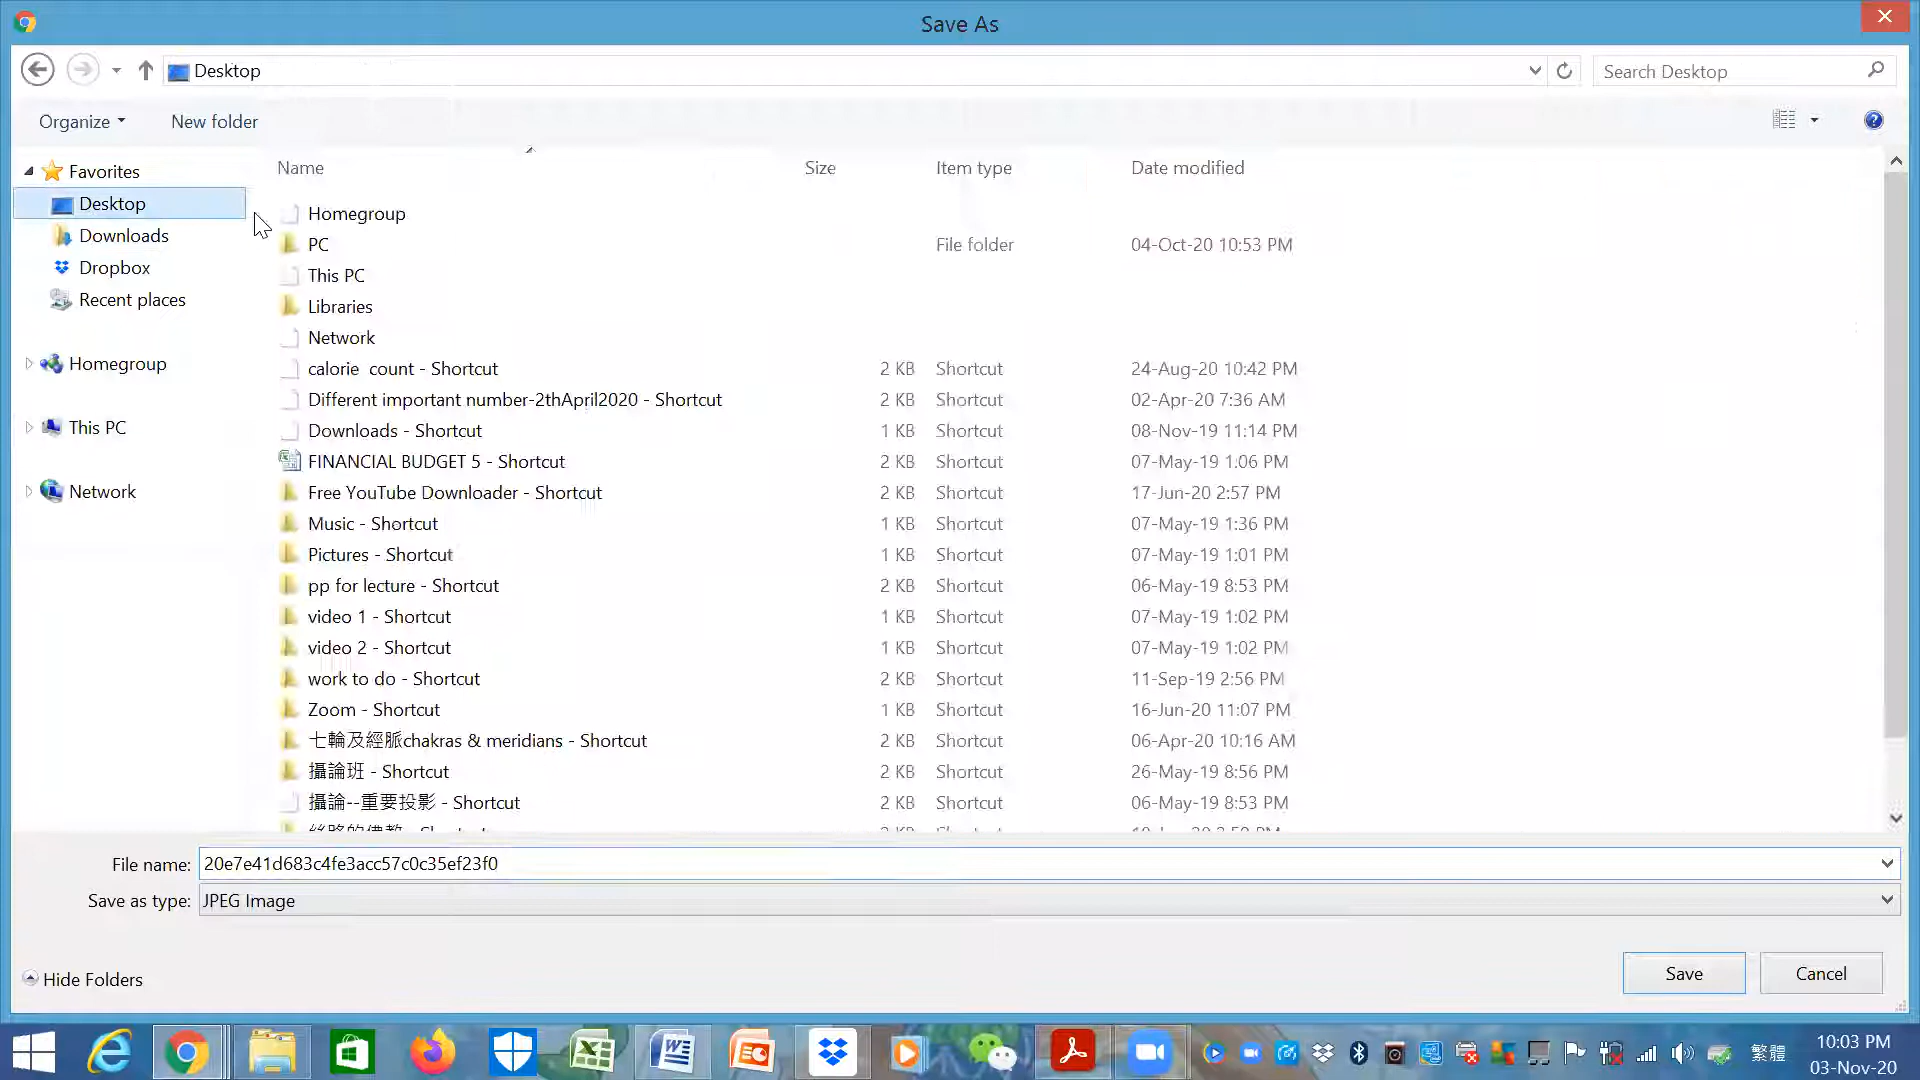 Save As
Desktop
Search Desktop
Organize
New folder
Favorites
Desktop
Downloads
Dropbox
Recent places
Homegroup
This PC
Network
Name Size Item type Date modified
Homegroup
PC File folder 04-Oct-20 10:53 PM
This PC
Libraries
Network
calorie count - Shortcut 2 KB Shortcut 24-Aug-20 10:42 PM
Different important number-2thApril2020 - Shortcut 2 KB Shortcut 02-Apr-20 7:36 AM
Downloads - Shortcut 1 KB Shortcut 08-Nov-19 11:14 PM
FINANCIAL BUDGET 5 - Shortcut 2 KB Shortcut 07-May-19 1:06 PM
Free YouTube Downloader - Shortcut 2 KB Shortcut 17-Jun-20 2:57 PM
Music - Shortcut 1 KB Shortcut 07-May-19 1:36 PM
Pictures - Shortcut 1 KB Shortcut 07-May-19 1:01 PM
pp for lecture - Shortcut 2 KB Shortcut 06-May-19 8:53 PM
video 1 - Shortcut 1 KB Shortcut 07-May-19 1:02 PM
video 2 - Shortcut 1 KB Shortcut 07-May-19 1:02 PM
work to do - Shortcut 2 KB Shortcut 11-Sep-19 2:56 PM
Zoom - Shortcut 1 KB Shortcut 16-Jun-20 11:07 PM
七輪及經脈chakras & meridians - Shortcut 2 KB Shortcut 06-Apr-20 10:16 AM
攝論班 - Shortcut 2 KB Shortcut 26-May-19 8:56 PM
攝論--重要投影 - Shortcut 2 KB Shortcut 06-May-19 8:53 PM
File name: 20e7e41d683c4fe3acc57c0c35ef23f0
Save as type: JPEG Image
Hide Folders
Save
Cancel
繁體
10:03 PM
03-Nov-20